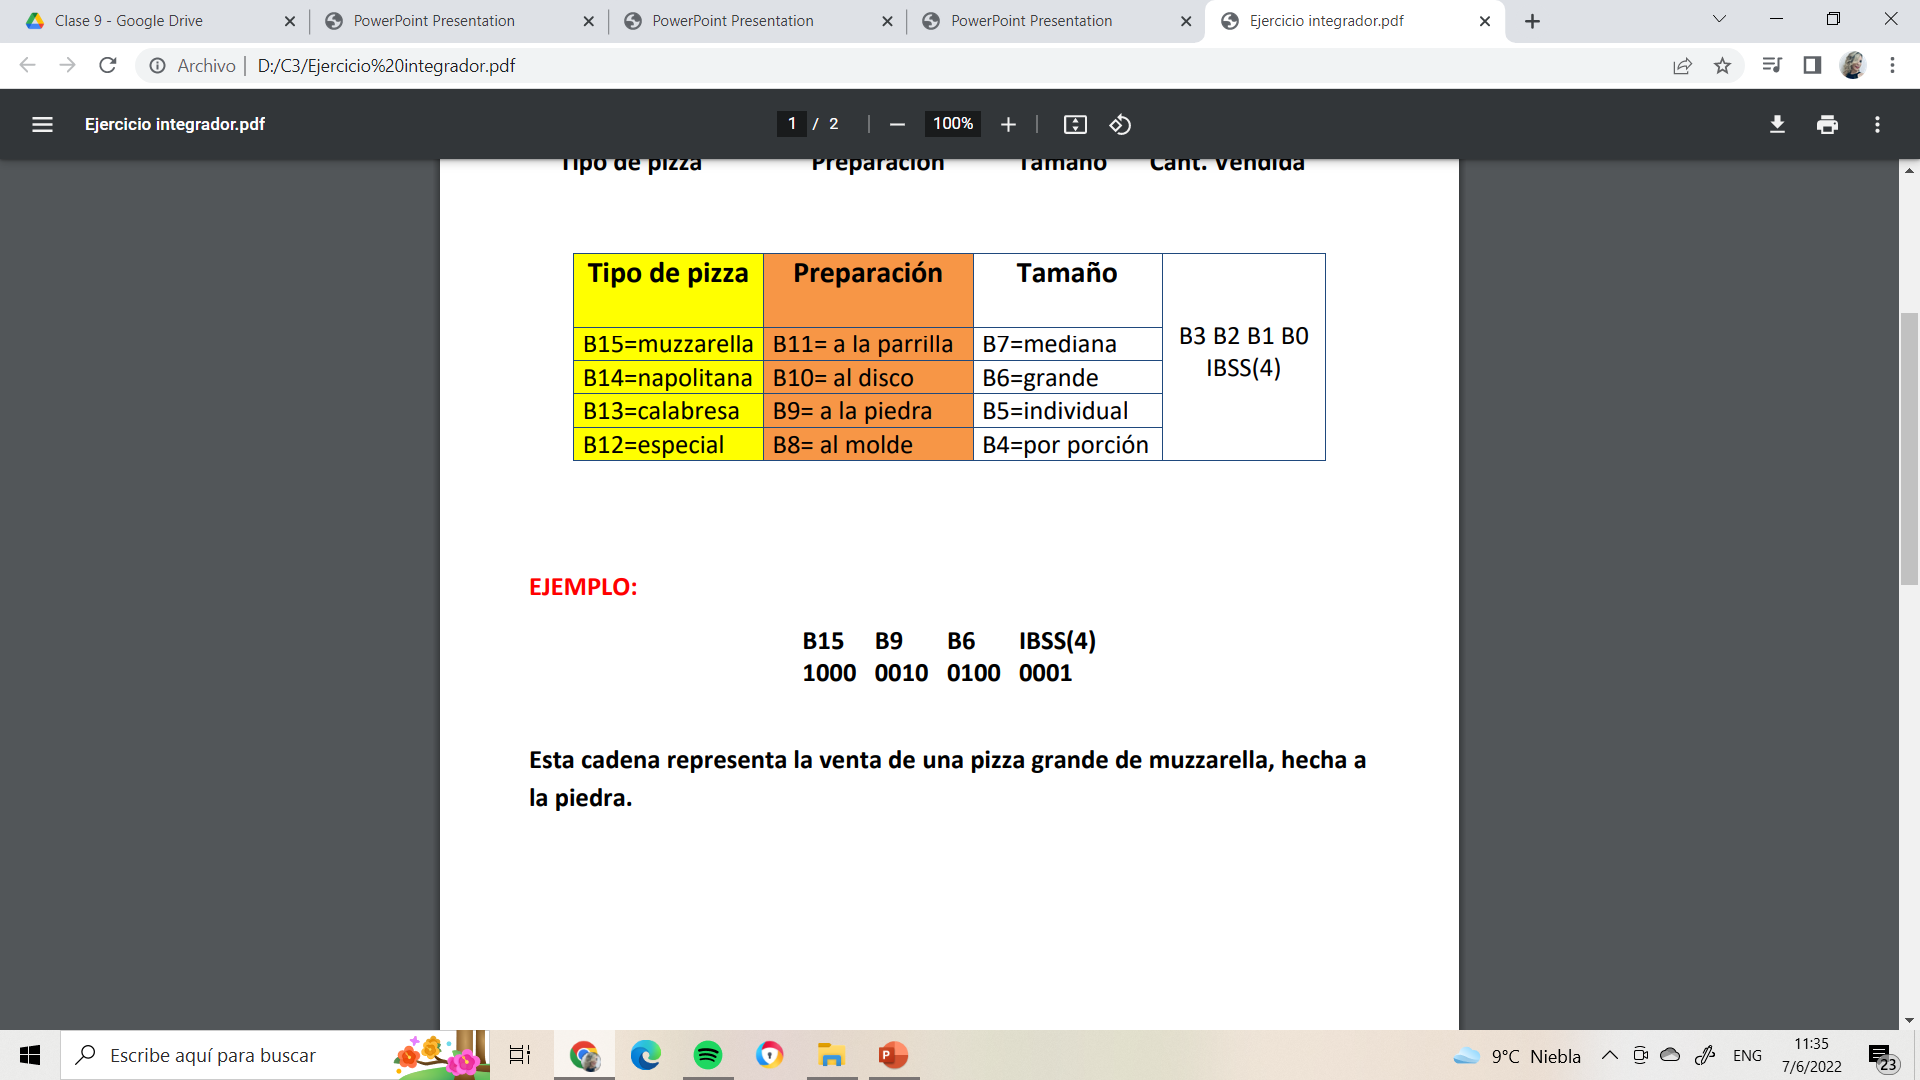 Clase 9 - Google Drive
PowerPoint Presentation
PowerPoint Presentation
PowerPoint Presentation
Ejercicio integrador.pdf
Archivo
D:/C3/Ejercicio%20integrador.pdf
Ejercicio integrador.pdf
1 / 2
100%
Tipo de pizza Preparación Tamaño Cant. Vendida
Tipo de pizza Preparación Tamaño
B15=muzzarella B11= a la parrilla B7=mediana
B14=napolitana B10= al disco B6=grande
B13=calabresa B9= a la piedra B5=individual
B12=especial B8= al molde B4=por porción
B3 B2 B1 B0
IBSS(4)
EJEMPLO:
B15 B9 B6 IBSS(4)
1000 0010 0100 0001
Esta cadena representa la venta de una pizza grande de muzzarella, hecha a
la piedra.
Escribe aquí para buscar
P
9°C Niebla
ENG
11:35
7/6/2022
23